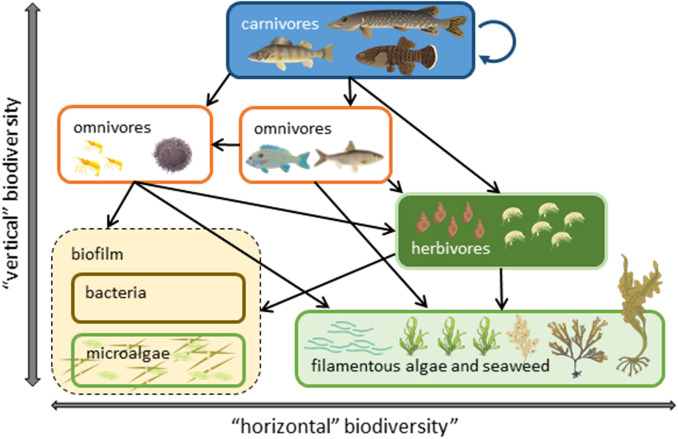 carnivores
omnivores
omnivores
herbivores
biofilm
bacteria
microalgae
filamentous algae and seaweed
"vertical" biodiversity
"horizontal" biodiversity"